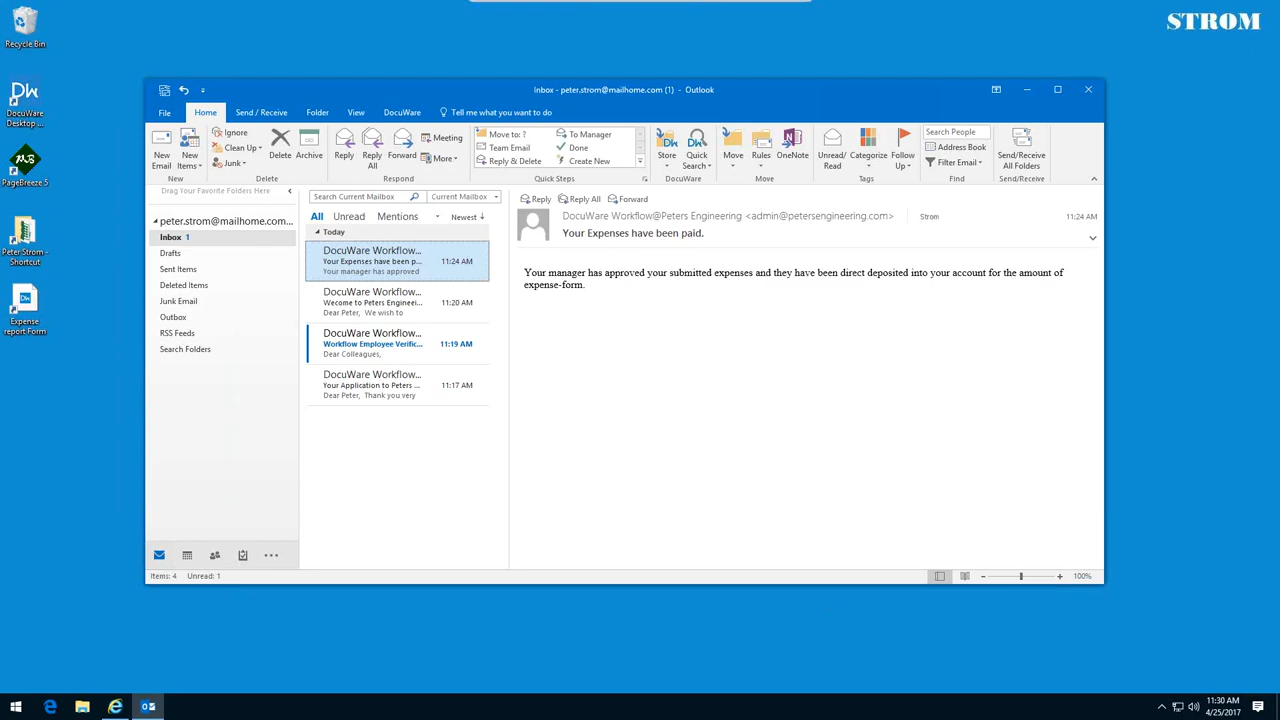 Recycle Bin
DocuWare
Desktop ...
PageBreeze 5
Peter Strom -
Shortcut
Expense
report Form
STROM
Inbox - peter.strom@mailhome.com (1) - Outlook
File Home Send / Receive Folder View DocuWare Tell me what you want to do
New
Email
New
Items
New
Ignore
Clean Up
Junk
Delete
Archive
Delete
Reply
Reply
All
Forward
Meeting
More
Respond
Move to: ?
Team Email
Reply & Delete
To Manager
Done
Create New
Quick Steps
Store
Quick
Search
DocuWare
Move
Rules
OneNote
Move
Unread/
Read
Categorize
Follow
Up
Tags
Search People
Address Book
Filter Email
Find
Send/Receive
All Folders
Send/Receive
Drag Your Favorite Folders Here
peter.strom@mailhome.com...
Inbox 1
Drafts
Sent Items
Deleted Items
Junk Email
Outbox
RSS Feeds
Search Folders
Search Current Mailbox Current Mailbox
All Unread Mentions Newest
Today
DocuWare Workflow...
Your Expenses have been p... 11:24 AM
Your manager has approved
DocuWare Workflow...
Wecome to Peters Engineei... 11:20 AM
Dear Peter, We wish to
DocuWare Workflow...
Workflow Employee Verific... 11:19 AM
Dear Colleagues,
DocuWare Workflow...
Your Application to Peters ... 11:17 AM
Dear Peter, Thank you very
Reply Reply All Forward
DocuWare Workflow@Peters Engineering <admin@petersengineering.com> Strom 11:24 AM
Your Expenses have been paid.
Your manager has approved your submitted expenses and they have been direct deposited into your account for the amount of
expense-form.
Items: 4 Unread: 1
100%
11:30 AM
4/25/2017